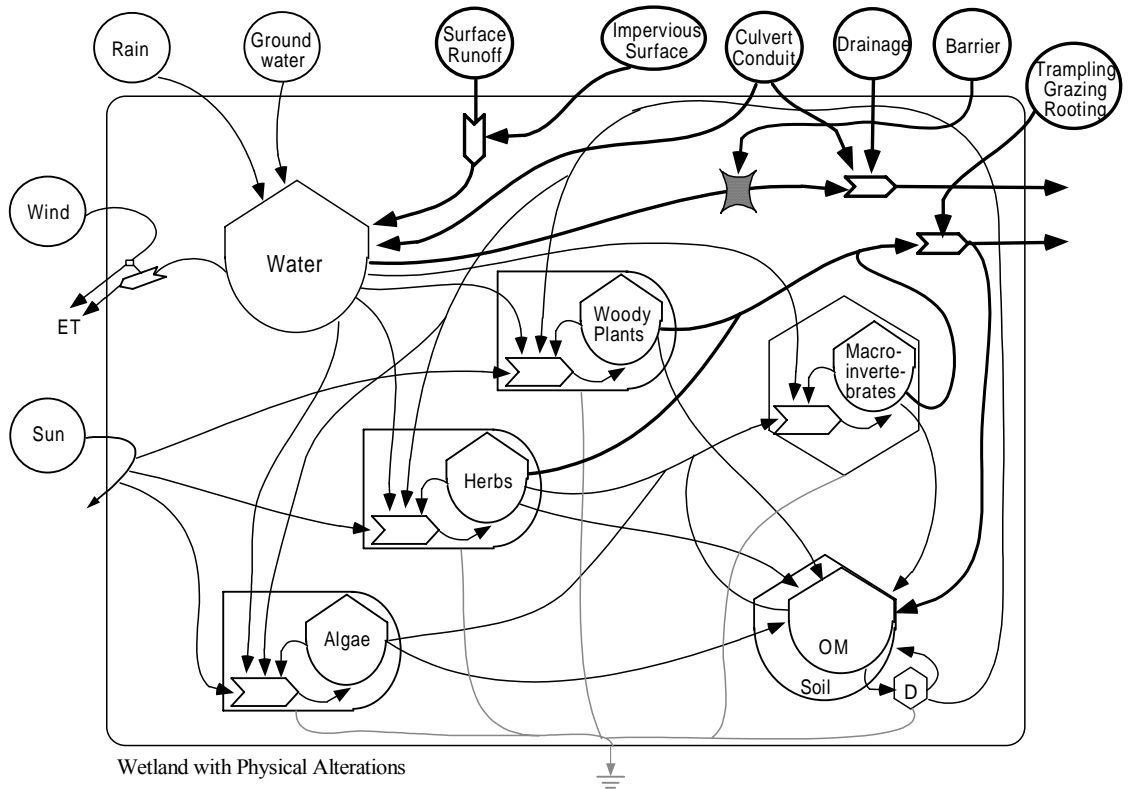 Rain
Ground
water
Surface
Runoff
Impervious
Surface
Culvert
Conduit
Drainage
Barrier
Trampling
Grazing
Rooting
Wind
Water
ET
Woody
Plants
Macro-
inverte-
brates
Sun
Herbs
Algae
OM
Soil
D
Wetland with Physical Alterations